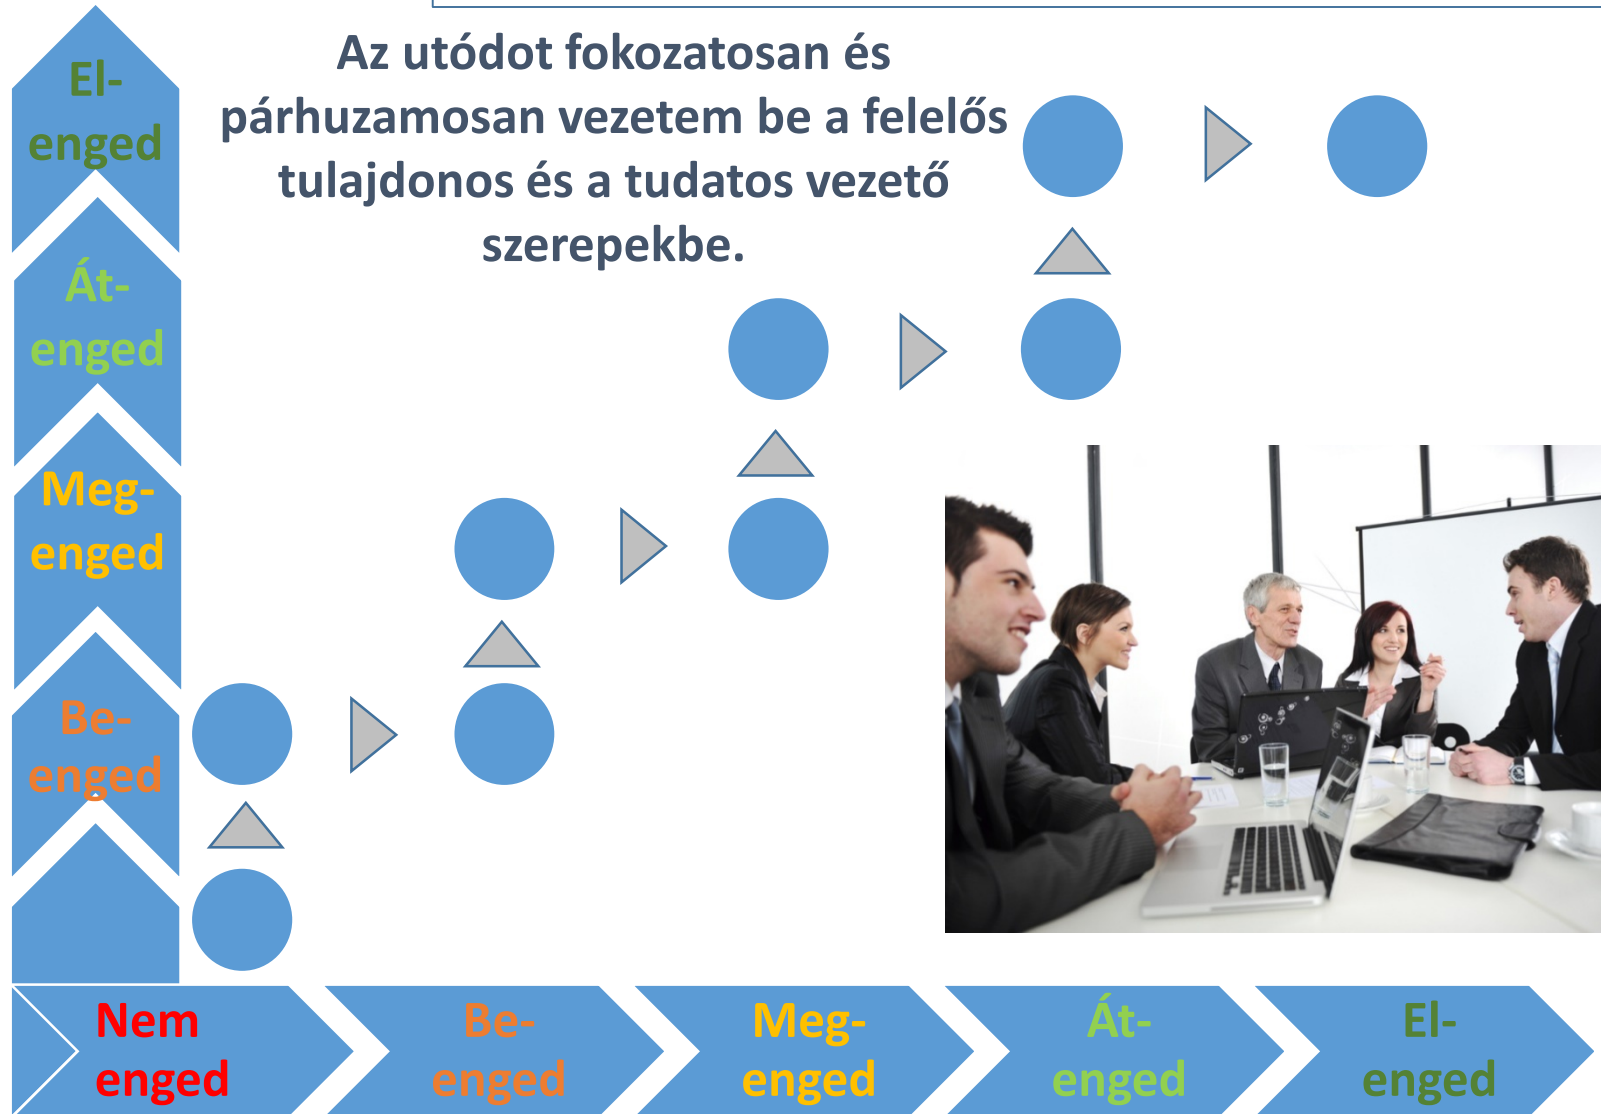 Az utódot fokozatosan és
párhuzamosan vezetem be a felelős
tulajdonos és a tudatos vezető
szerepekbe.
El-
enged
Át-
enged
Meg-
enged
Be-
enged
Nem
enged
Be-
enged
Meg-
enged
Át-
enged
El-
enged